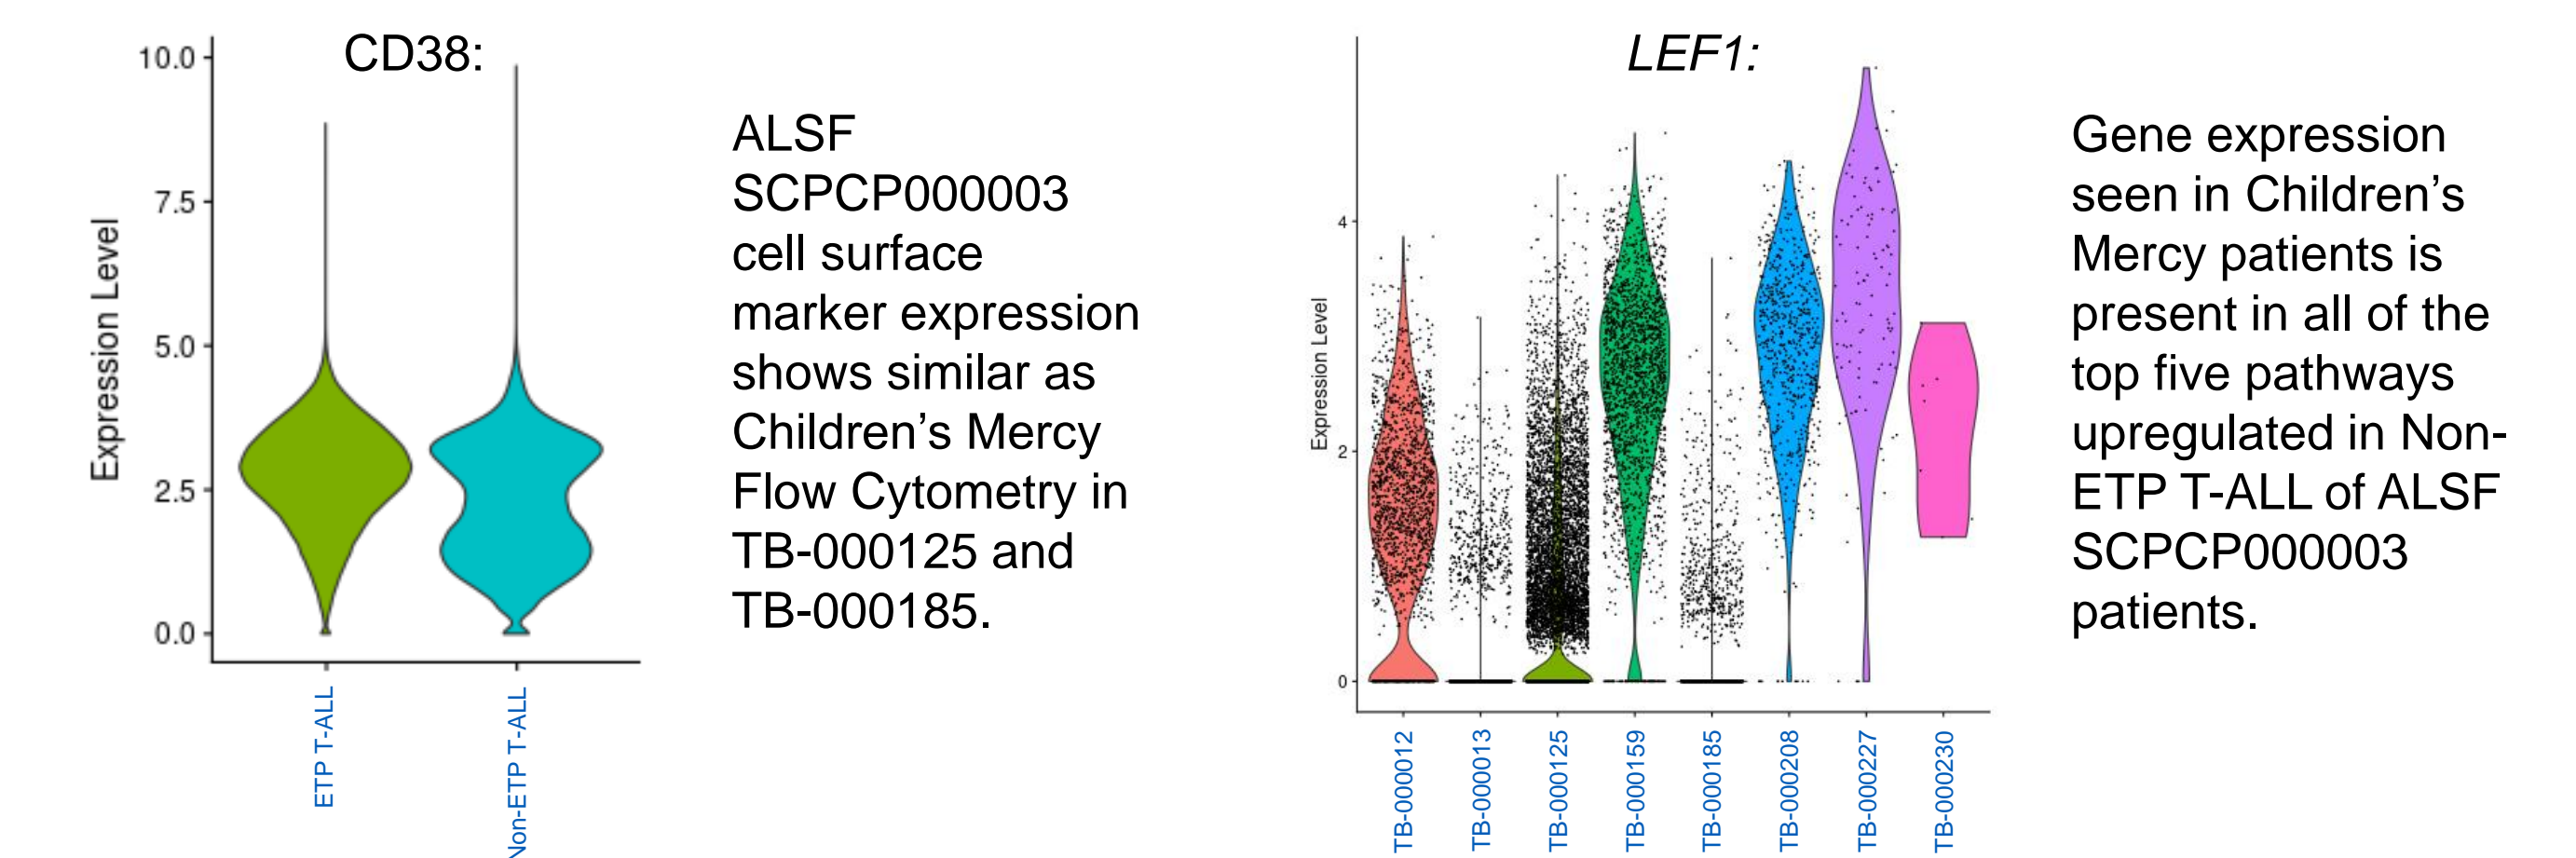 CD38:
10.0
7.5
5.0
2.5
0.0
Expression Level
ETP T-ALL
Non-ETP T-ALL
ALSF
SCPCP000003
cell surface
marker expression
shows similar as
Children’s Mercy
Flow Cytometry in
TB-000125 and
TB-000185.
LEF1:
4
2
0
Expression Level
TB-000012
TB-000013
TB-000125
TB-000159
TB-000185
TB-000208
TB-000227
TB-000230
Gene expression
seen in Children’s
Mercy patients is
present in all of the
top five pathways
upregulated in Non-
ETP T-ALL of ALSF
SCPCP000003
patients.